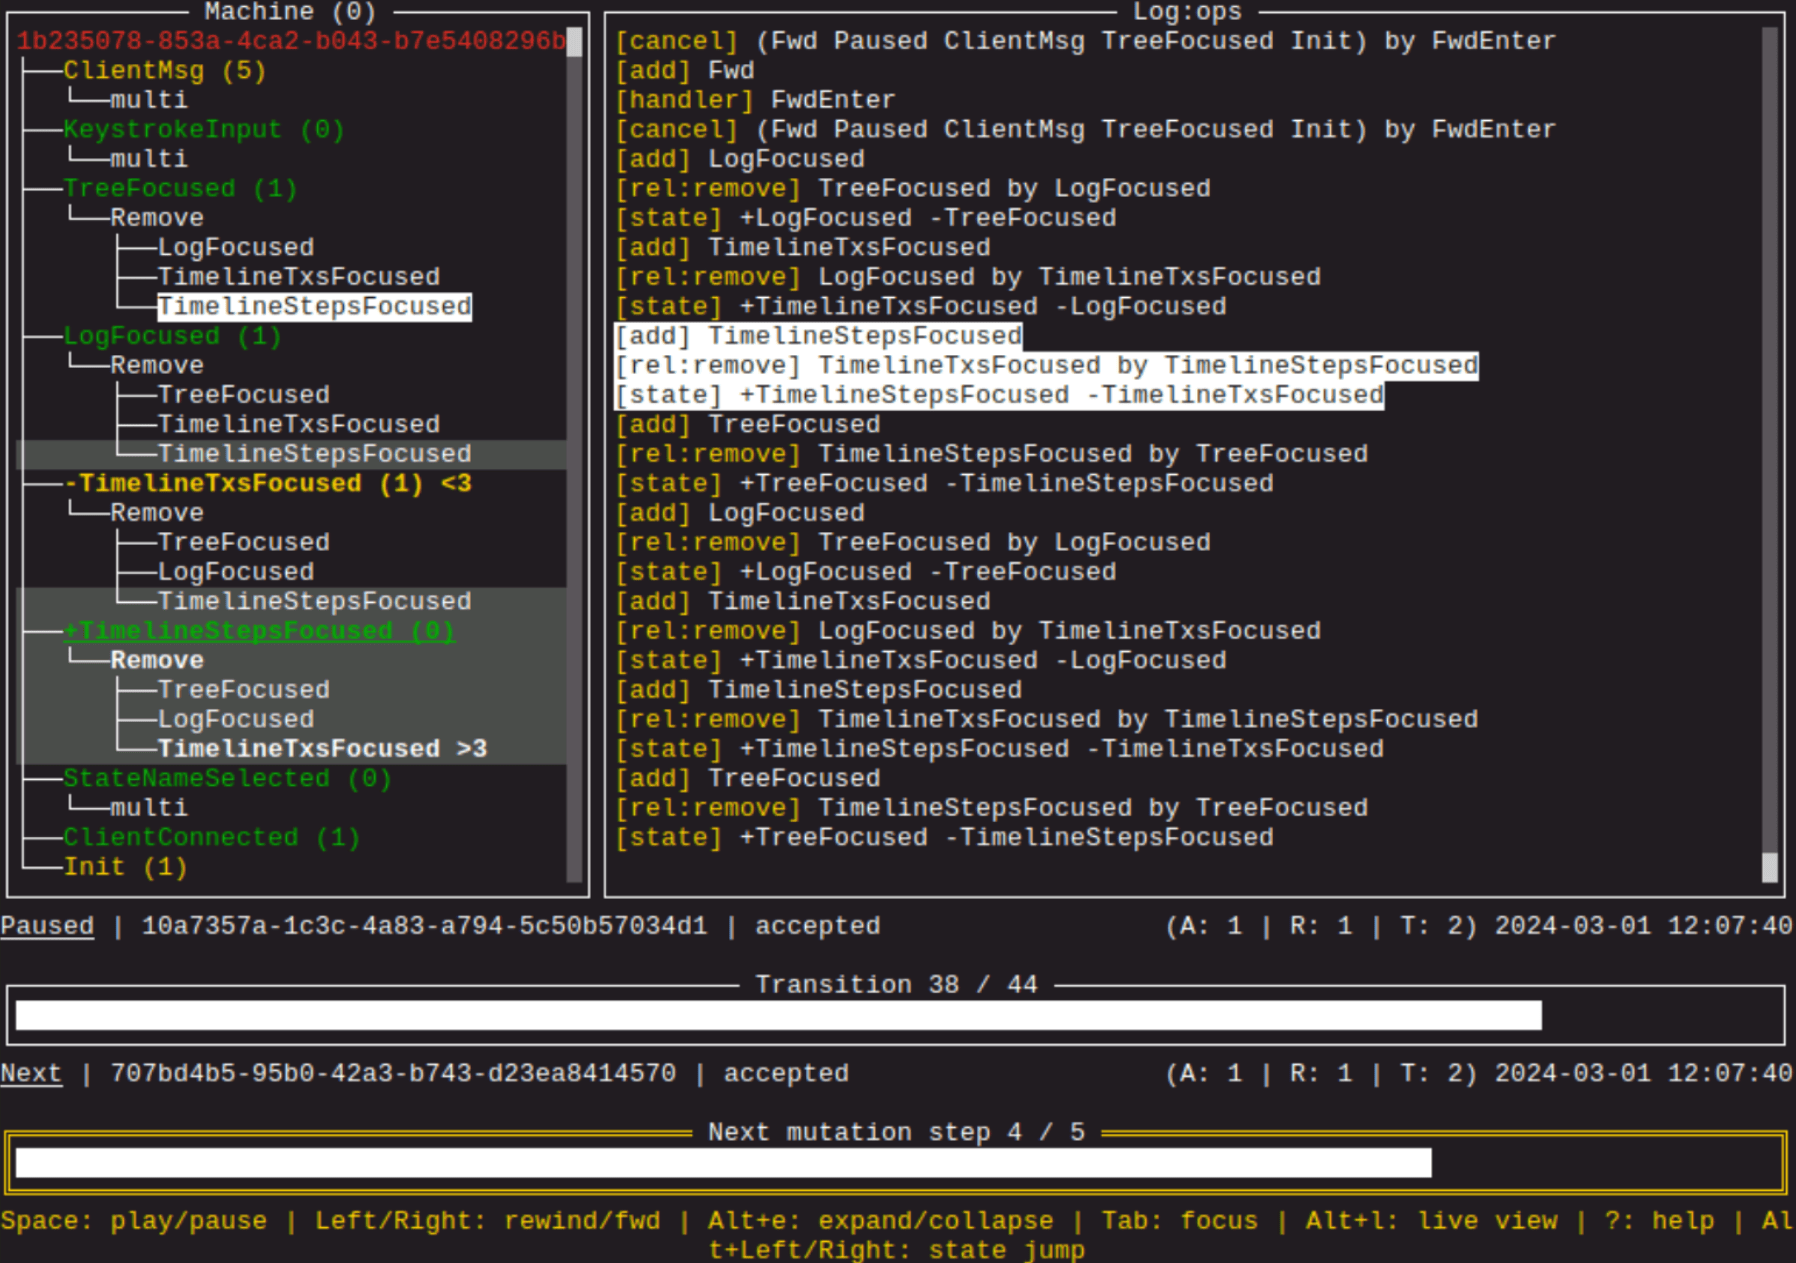 Machine (0)
1b235078-853a-4ca2-b043-b7e5408296b
ClientMsg (5)
multi
KeystrokeInput (0)
multi
TreeFocused (1)
Remove
LogFocused
TimelineTxsFocused
TimelineStepsFocused
LogFocused (1)
Remove
TreeFocused
TimelineTxsFocused
TimelineStepsFocused
-TimelineTxsFocused (1) <3
Remove
TreeFocused
LogFocused
TimelineStepsFocused
+TimelineStepsFocused (0)
Remove
TreeFocused
LogFocused
TimelineTxsFocused >3
StateNameSelected (0)
multi
ClientConnected (1)
Init (1)
Log:ops
[cancel] (Fwd Paused ClientMsg TreeFocused Init) by FwdEnter
[add] Fwd
[handler] FwdEnter
[cancel] (Fwd Paused ClientMsg TreeFocused Init) by FwdEnter
[add] LogFocused
[rel:remove] TreeFocused by LogFocused
[state] +LogFocused -TreeFocused
[add] TimelineTxsFocused
[rel:remove] LogFocused by TimelineTxsFocused
[state] +TimelineTxsFocused -LogFocused
[add] TimelineStepsFocused
[rel:remove] TimelineTxsFocused by TimelineStepsFocused
[state] +TimelineStepsFocused -TimelineTxsFocused
[add] TreeFocused
[rel:remove] TimelineStepsFocused by TreeFocused
[state] +TreeFocused -TimelineStepsFocused
[add] LogFocused
[rel:remove] TreeFocused by LogFocused
[state] +LogFocused -TreeFocused
[add] TimelineTxsFocused
[rel:remove] LogFocused by TimelineTxsFocused
[state] +TimelineTxsFocused -LogFocused
[add] TimelineStepsFocused
[rel:remove] TimelineTxsFocused by TimelineStepsFocused
[state] +TimelineStepsFocused -TimelineTxsFocused
[add] TreeFocused
[rel:remove] TimelineStepsFocused by TreeFocused
[state] +TreeFocused -TimelineStepsFocused
Paused | 10a7357a-1c3c-4a83-a794-5c50b57034d1 | accepted (A: 1 | R: 1 | T: 2) 2024-03-01 12:07:40
Transition 38 / 44
Next | 707bd4b5-95b0-42a3-b743-d23ea8414570 | accepted (A: 1 | R: 1 | T: 2) 2024-03-01 12:07:40
Next mutation step 4 / 5
Space: play/pause | Left/Right: rewind/fwd | Alt+e: expand/collapse | Tab: focus | Alt+l: live view | ?: help | Al
t+Left/Right: state jump